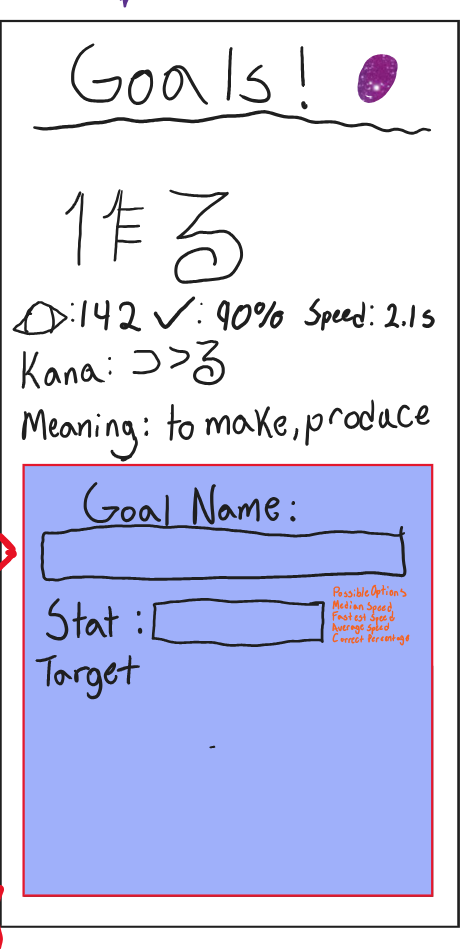 Goals!
作る
:142 ✓: 90% Speed: 2.1s
Kana: つくる
Meaning: to make, produce
Goal Name:
Stat:
Possible Options
Median Speed
Fastest Speed
Average Speed
Correct Percentage
Target